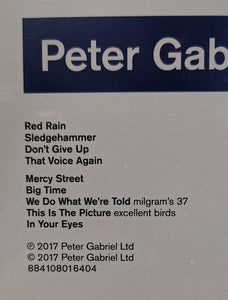 Peter Gab
Red Rain
Sledgehammer
Don't Give Up
That Voice Again
Mercy Street
Big Time
We Do What We're Told milgram's 37
This Is The Picture excellent birds
In Your Eyes
℗ 2017 Peter Gabriel Ltd
© 2017 Peter Gabriel Ltd
884108016404